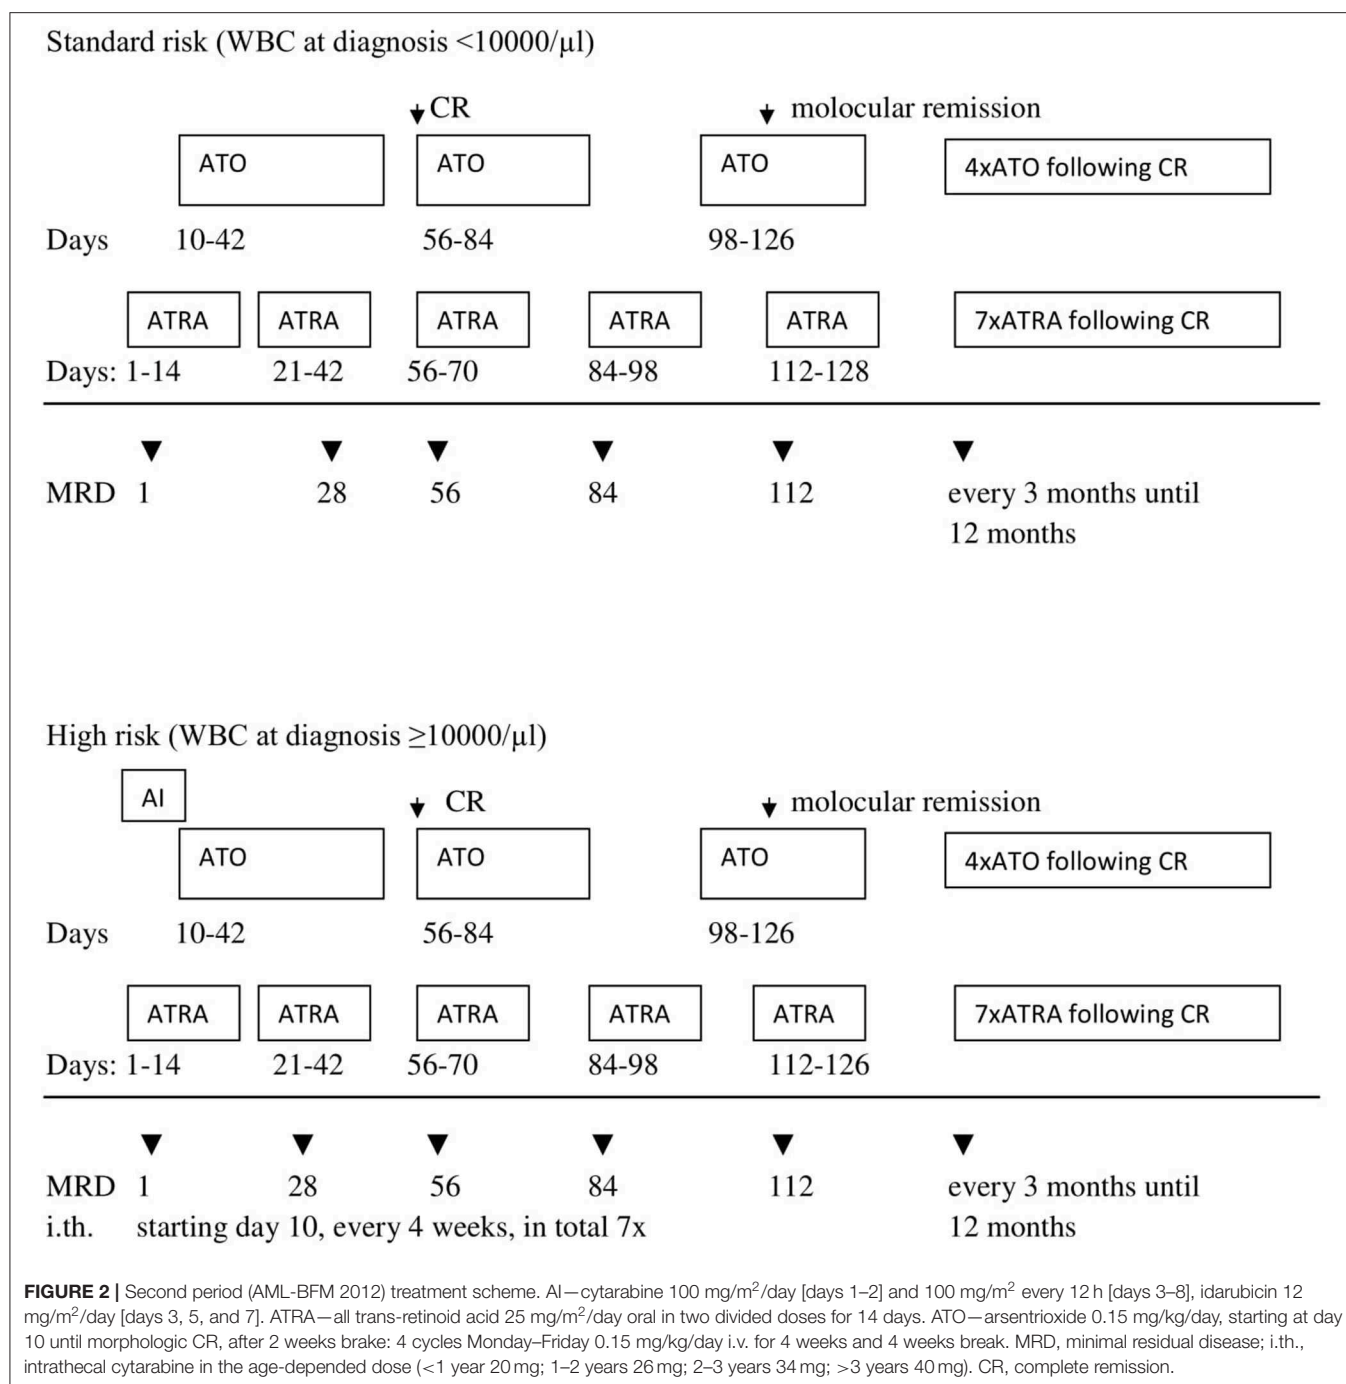 Standard risk (WBC at diagnosis <10000/µl)
CR molocular remission
ATO ATO ATO 4xATO following CR
Days 10-42 56-84 98-126
ATRA ATRA ATRA ATRA ATRA 7xATRA following CR
Days: 1-14 21-42 56-70 84-98 112-128
MRD 1 28 56 84 112 every 3 months until
12 months
High risk (WBC at diagnosis ≥10000/µl)
AI CR molocular remission
ATO ATO ATO 4xATO following CR
Days 10-42 56-84 98-126
ATRA ATRA ATRA ATRA ATRA 7xATRA following CR
Days: 1-14 21-42 56-70 84-98 112-126
MRD 1 28 56 84 112 every 3 months until
i.th. starting day 10, every 4 weeks, in total 7x 12 months
FIGURE 2 | Second period (AML-BFM 2012) treatment scheme. AI—cytarabine 100 mg/m²/day [days 1–2] and 100 mg/m² every 12 h [days 3–8], idarubicin 12
mg/m²/day [days 3, 5, and 7]. ATRA—all trans-retinoid acid 25 mg/m²/day oral in two divided doses for 14 days. ATO—arsentrioxide 0.15 mg/kg/day, starting at day
10 until morphologic CR, after 2 weeks brake: 4 cycles Monday–Friday 0.15 mg/kg/day i.v. for 4 weeks and 4 weeks break. MRD, minimal residual disease; i.th.,
intrathecal cytarabine in the age-depended dose (<1 year 20 mg; 1–2 years 26 mg; 2–3 years 34 mg; >3 years 40 mg). CR, complete remission.